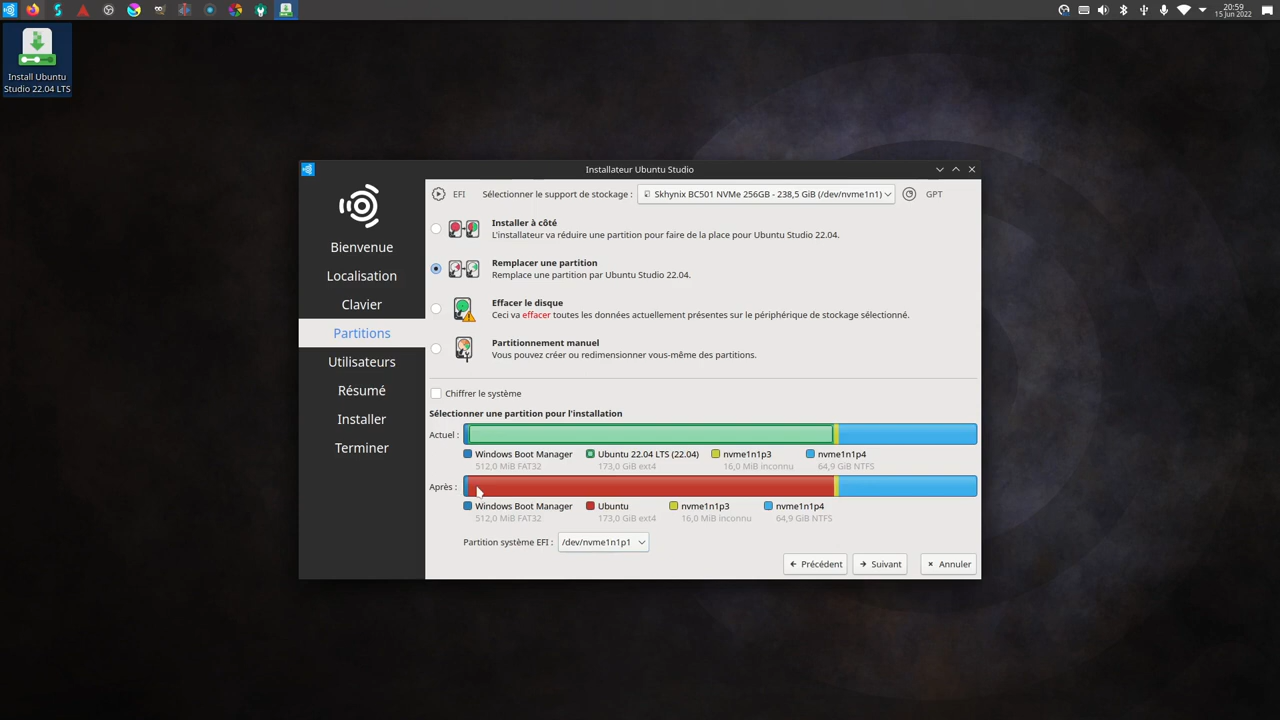 20:59
15 Jun 2022
Install Ubuntu
Studio 22.04 LTS
Installateur Ubuntu Studio
Bienvenue
Localisation
Clavier
Partitions
Utilisateurs
Résumé
Installer
Terminer
EFI
Sélectionner le support de stockage :
Skhynix BC501 NVMe 256GB - 238,5 GiB (/dev/nvme1n1)
GPT
Installer à côté
L'installateur va réduire une partition pour faire de la place pour Ubuntu Studio 22.04.
Remplacer une partition
Remplace une partition par Ubuntu Studio 22.04.
Effacer le disque
Ceci va effacer toutes les données actuellement présentes sur le périphérique de stockage sélectionné.
Partitionnement manuel
Vous pouvez créer ou redimensionner vous-même des partitions.
Chiffrer le système
Sélectionner une partition pour l'installation
Actuel :
Windows Boot Manager
512,0 MiB FAT32
Ubuntu 22.04 LTS (22.04)
173,0 GiB ext4
nvme1n1p3
16,0 MiB inconnu
nvme1n1p4
64,9 GiB NTFS
Après :
Windows Boot Manager
512,0 MiB FAT32
Ubuntu
173,0 GiB ext4
nvme1n1p3
16,0 MiB inconnu
nvme1n1p4
64,9 GiB NTFS
Partition système EFI :
/dev/nvme1n1p1
Précédent
Suivant
Annuler